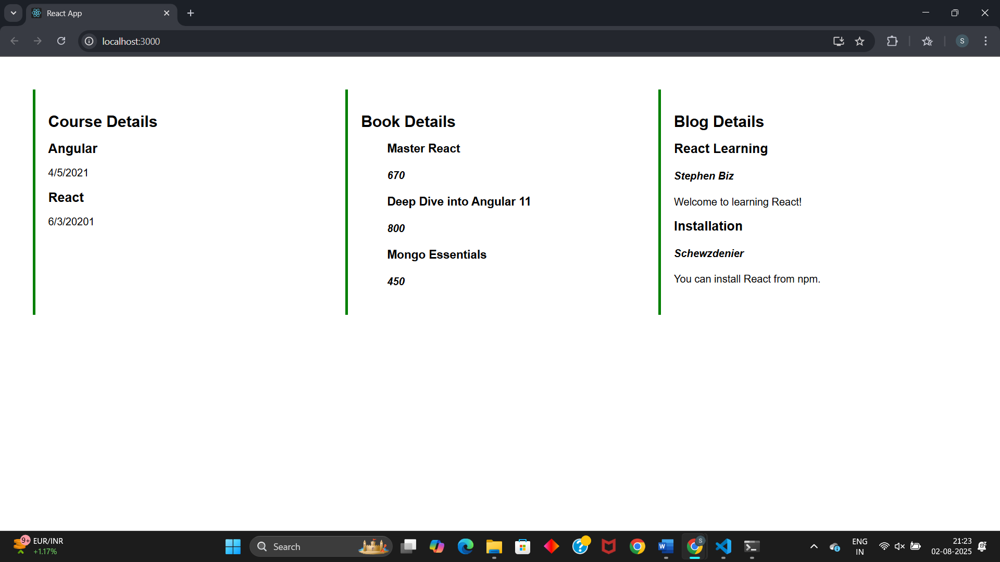 React App
localhost:3000
S
Course Details
Angular
4/5/2021
React
6/3/20201
Book Details
Master React
670
Deep Dive into Angular 11
800
Mongo Essentials
450
Blog Details
React Learning
Stephen Biz
Welcome to learning React!
Installation
Schewzdenier
You can install React from npm.
9+
EUR/INR
+1.17%
Search
W
S
ENG
IN
21:23
02-08-2025